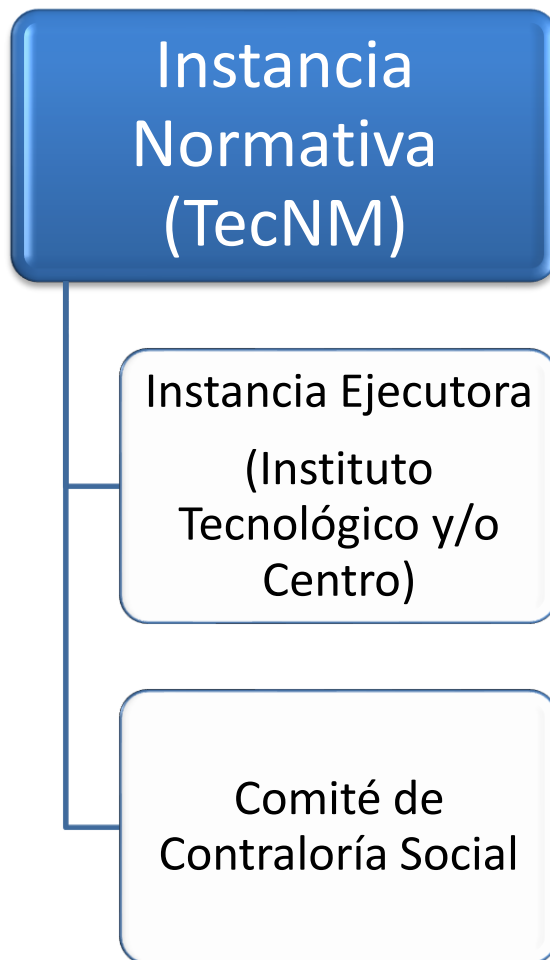 Instancia
Normativa
(TecNM)
Instancia Ejecutora
(Instituto
Tecnológico y/o
Centro)
Comité de
Contraloría Social